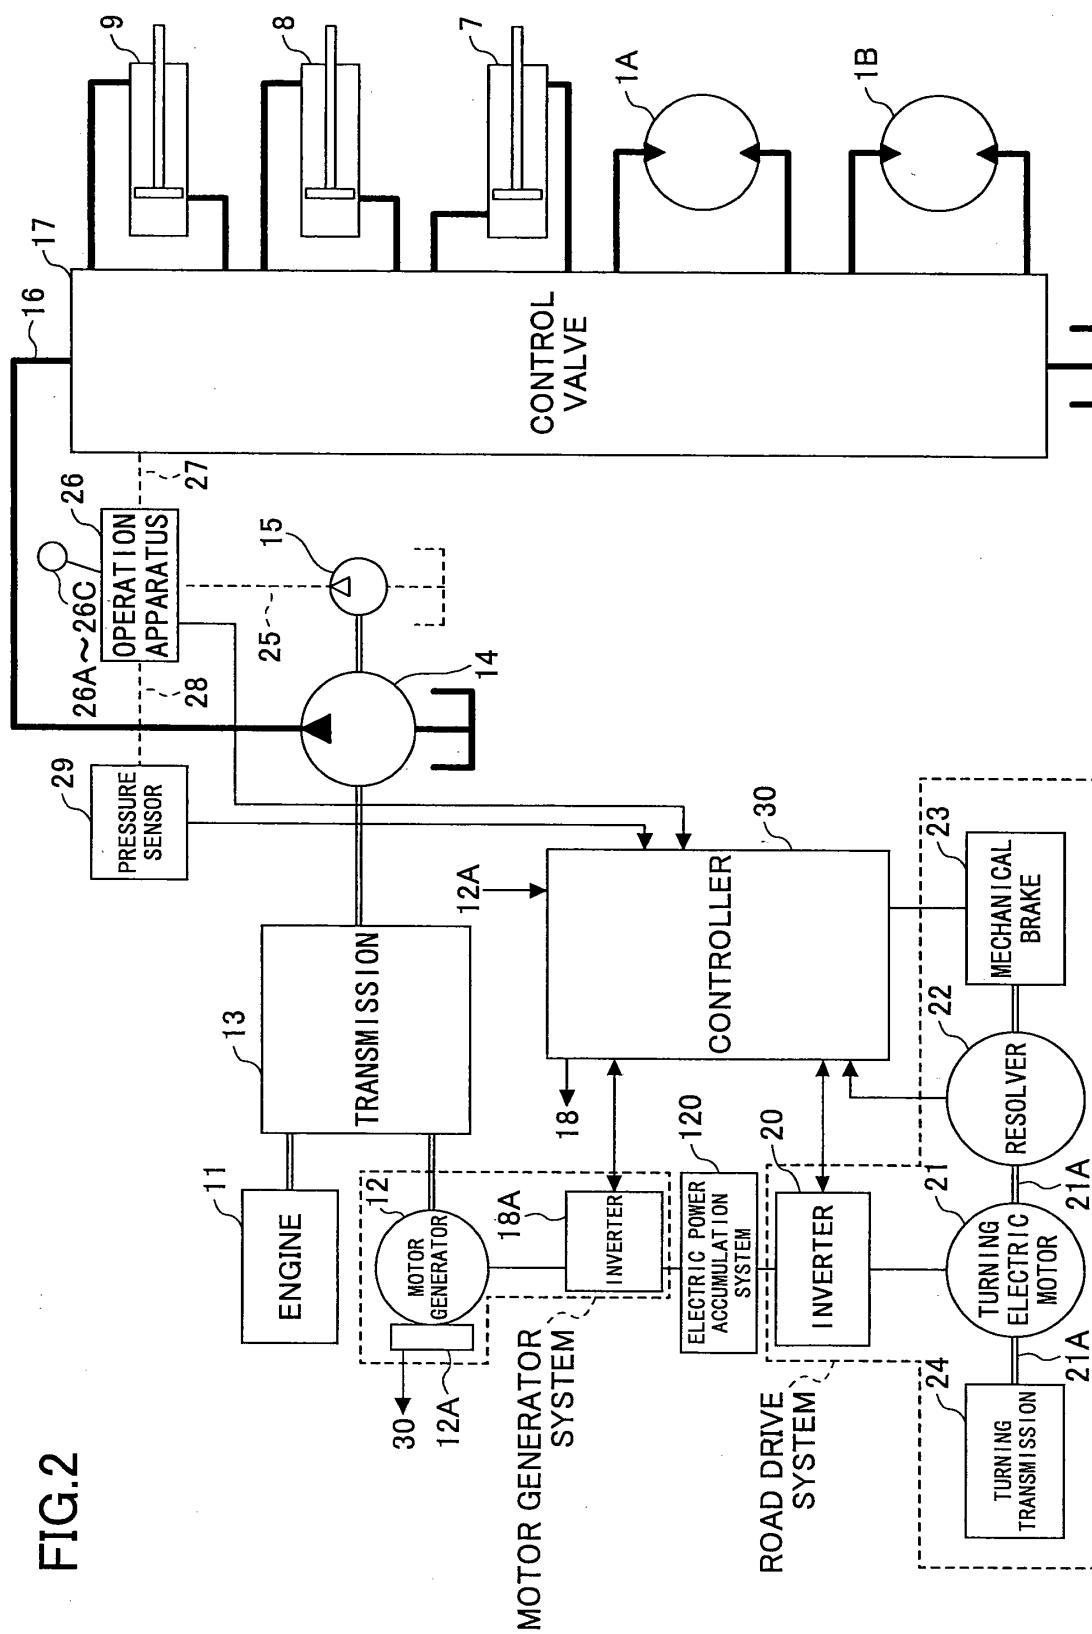 FIG.2
ENGINE
11
12
MOTOR
GENERATOR
12A
30
13
TRANSMISSION
14
15
25
PRESSURE
SENSOR
29
28
26A〜26C
OPERATION
APPARATUS
26
27
16
17
CONTROL
VALVE
9
8
7
1A
1B
MOTOR GENERATOR
SYSTEM
18A
INVERTER
18
12A
CONTROLLER
30
ELECTRIC POWER
ACCUMULATION
SYSTEM
120
ROAD DRIVE
SYSTEM
INVERTER
20
TURNING
TRANSMISSION
24
21A
TURNING
ELECTRIC
MOTOR
21
21A
RESOLVER
22
MECHANICAL
BRAKE
23